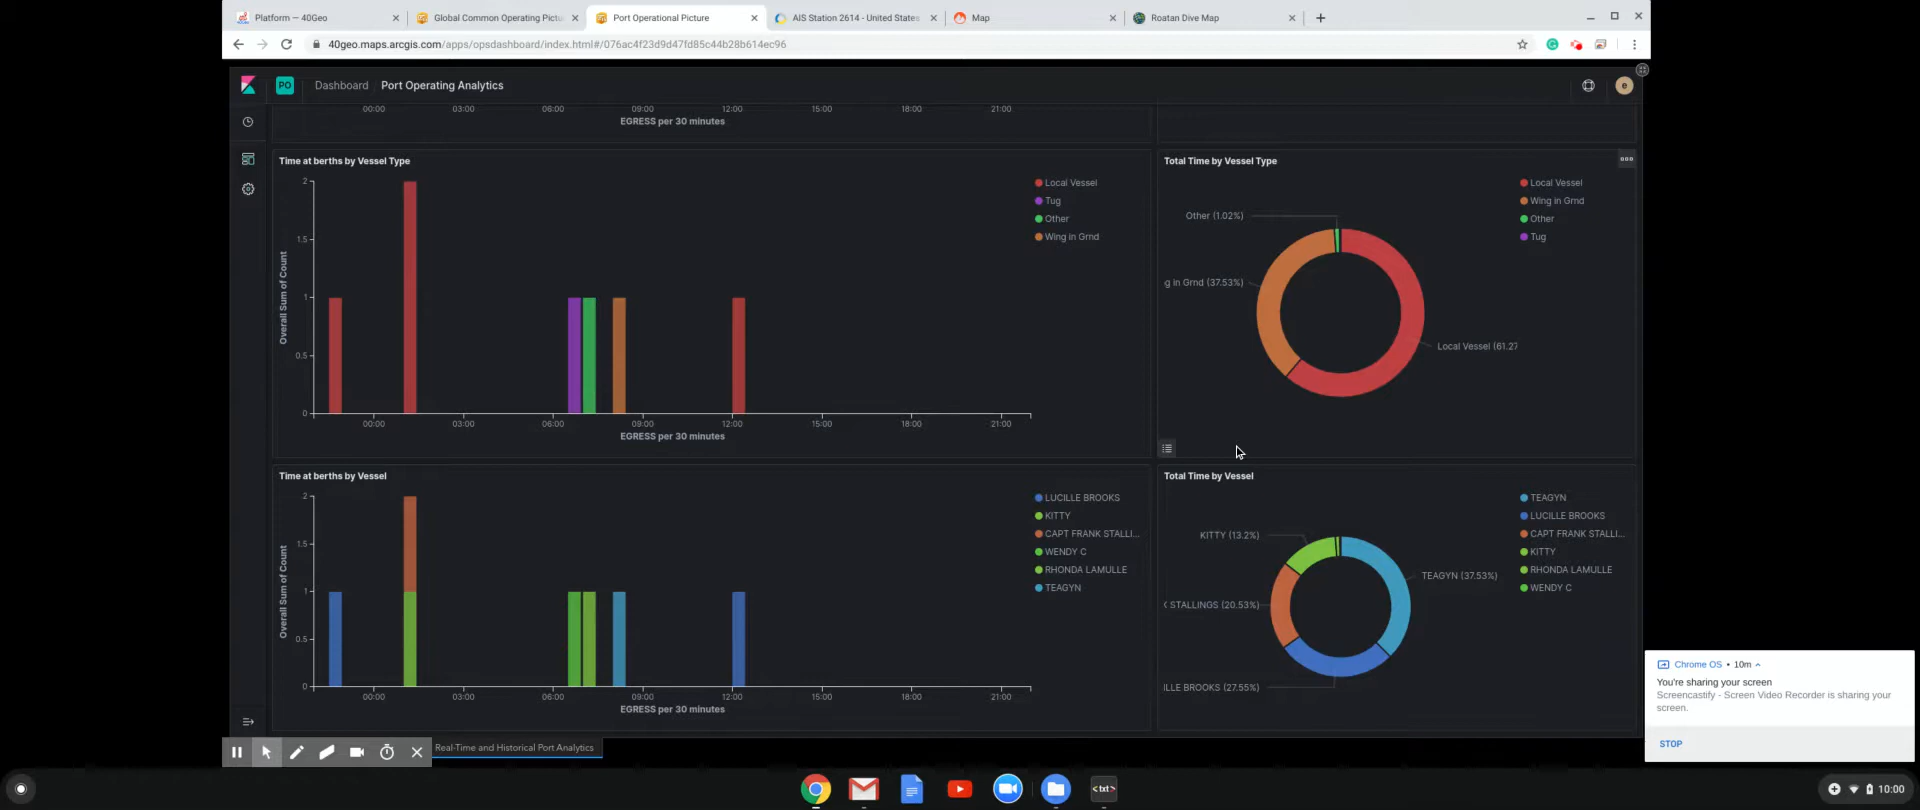 Platform — 40Geo
Global Common Operating Pictu
Port Operational Picture
AIS Station 2614 - United States
Map
Roatan Dive Map
40geo.maps.arcgis.com/apps/opsdashboard/index.html#/076ac4f23d9d47fd85c44b28b614ec96
PO
Dashboard
Port Operating Analytics
e
00:00 03:00 06:00 09:00 12:00 15:00 18:00 21:00
EGRESS per 30 minutes
Time at berths by Vessel Type
Overall Sum of Count
2
1.5
1
0.5
0
00:00 03:00 06:00 09:00 12:00 15:00 18:00 21:00
EGRESS per 30 minutes
Local Vessel
Tug
Other
Wing in Grnd
Total Time by Vessel Type
Other (1.02%)
g in Grnd (37.53%)
Local Vessel (61.27
Local Vessel
Wing in Grnd
Other
Tug
Time at berths by Vessel
Overall Sum of Count
2
1.5
1
0.5
0
00:00 03:00 06:00 09:00 12:00 15:00 18:00 21:00
EGRESS per 30 minutes
LUCILLE BROOKS
KITTY
CAPT FRANK STALLI...
WENDY C
RHONDA LAMULLE
TEAGYN
Total Time by Vessel
KITTY (13.2%)
TEAGYN (37.53%)
STALLINGS (20.53%)
ILLE BROOKS (27.55%)
TEAGYN
LUCILLE BROOKS
CAPT FRANK STALLI...
KITTY
RHONDA LAMULLE
WENDY C
Real-Time and Historical Port Analytics
Chrome OS • 10m
You're sharing your screen
Screencastify - Screen Video Recorder is sharing your
screen.
STOP
<txt>
10:00